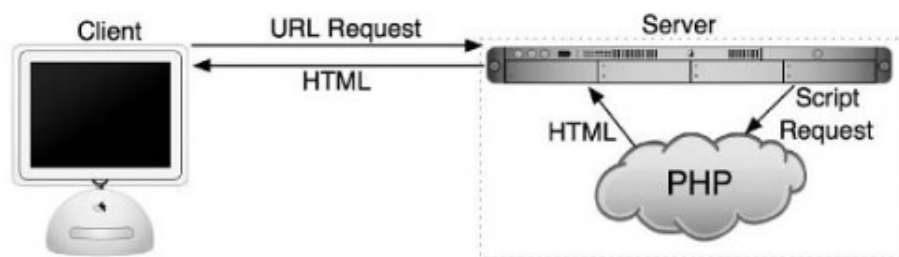 Client
URL Request
Server
HTML
Script
Request
HTML
PHP